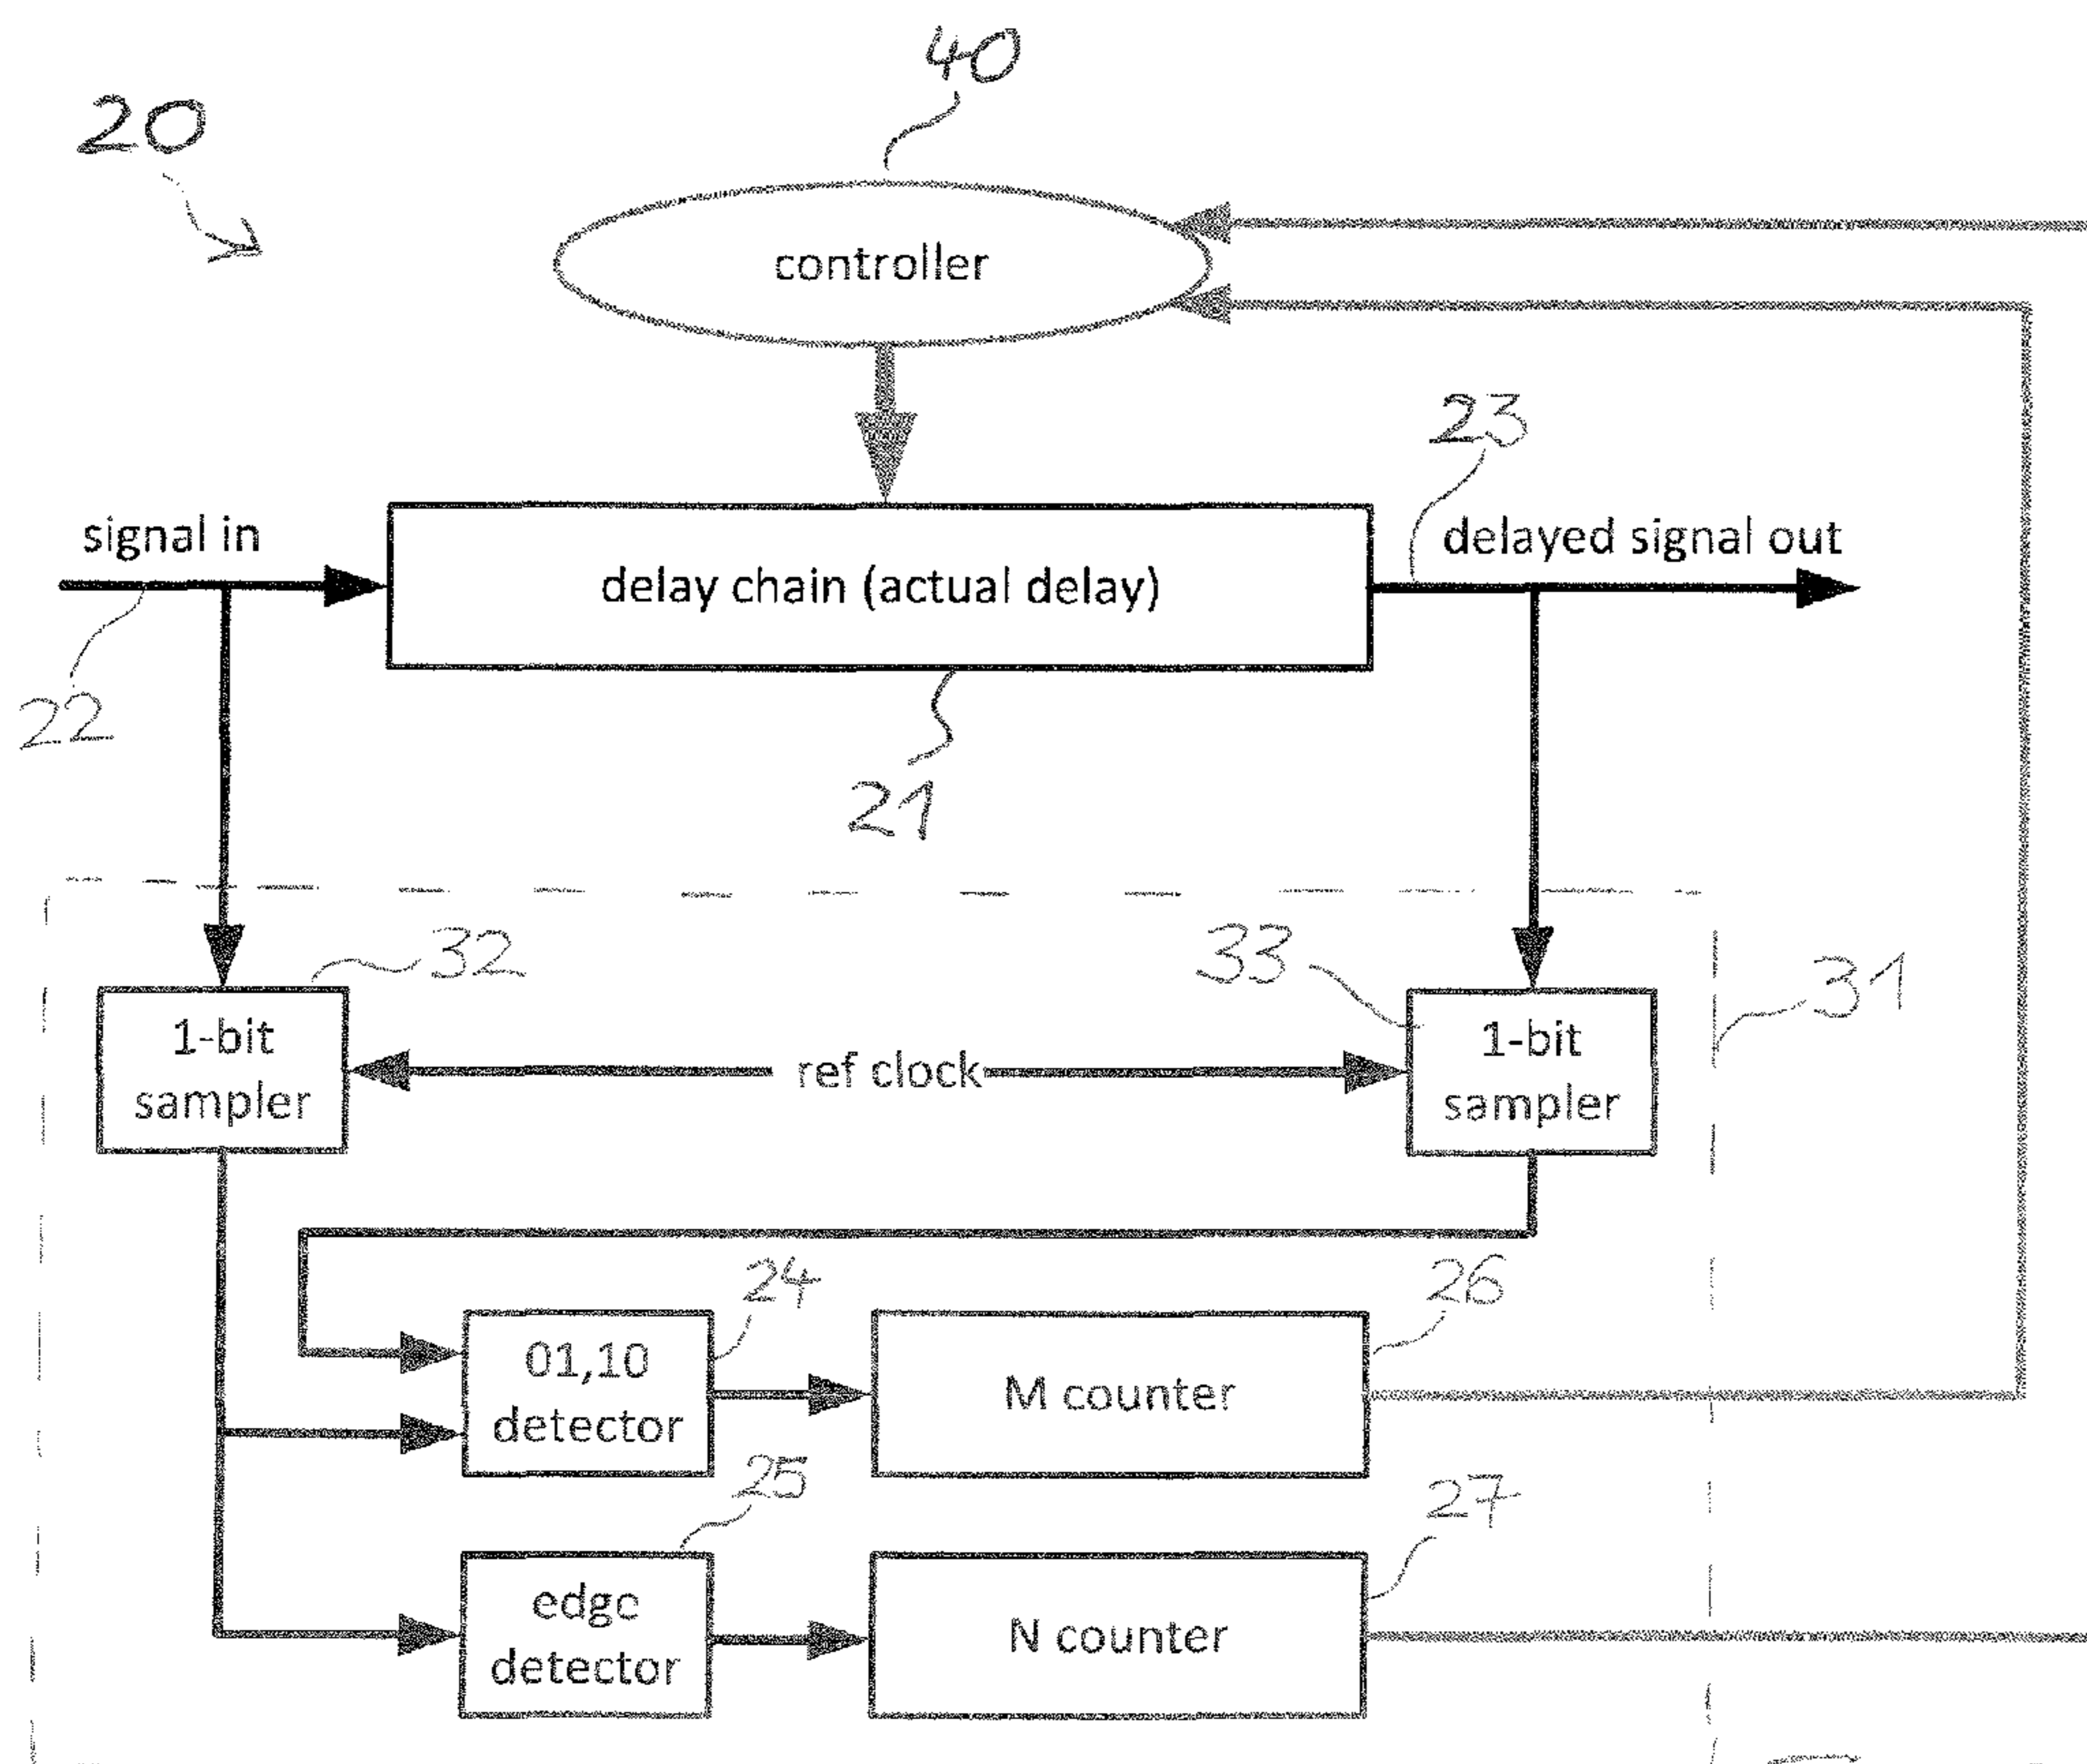 40
20
controller
23
signal in
delayed signal out
delay chain (actual delay)
22
21
32
33
31
1-bit
sampler
ref clock
1-bit
sampler
24
26
01,10
detector
M counter
25
27
edge
detector
N counter